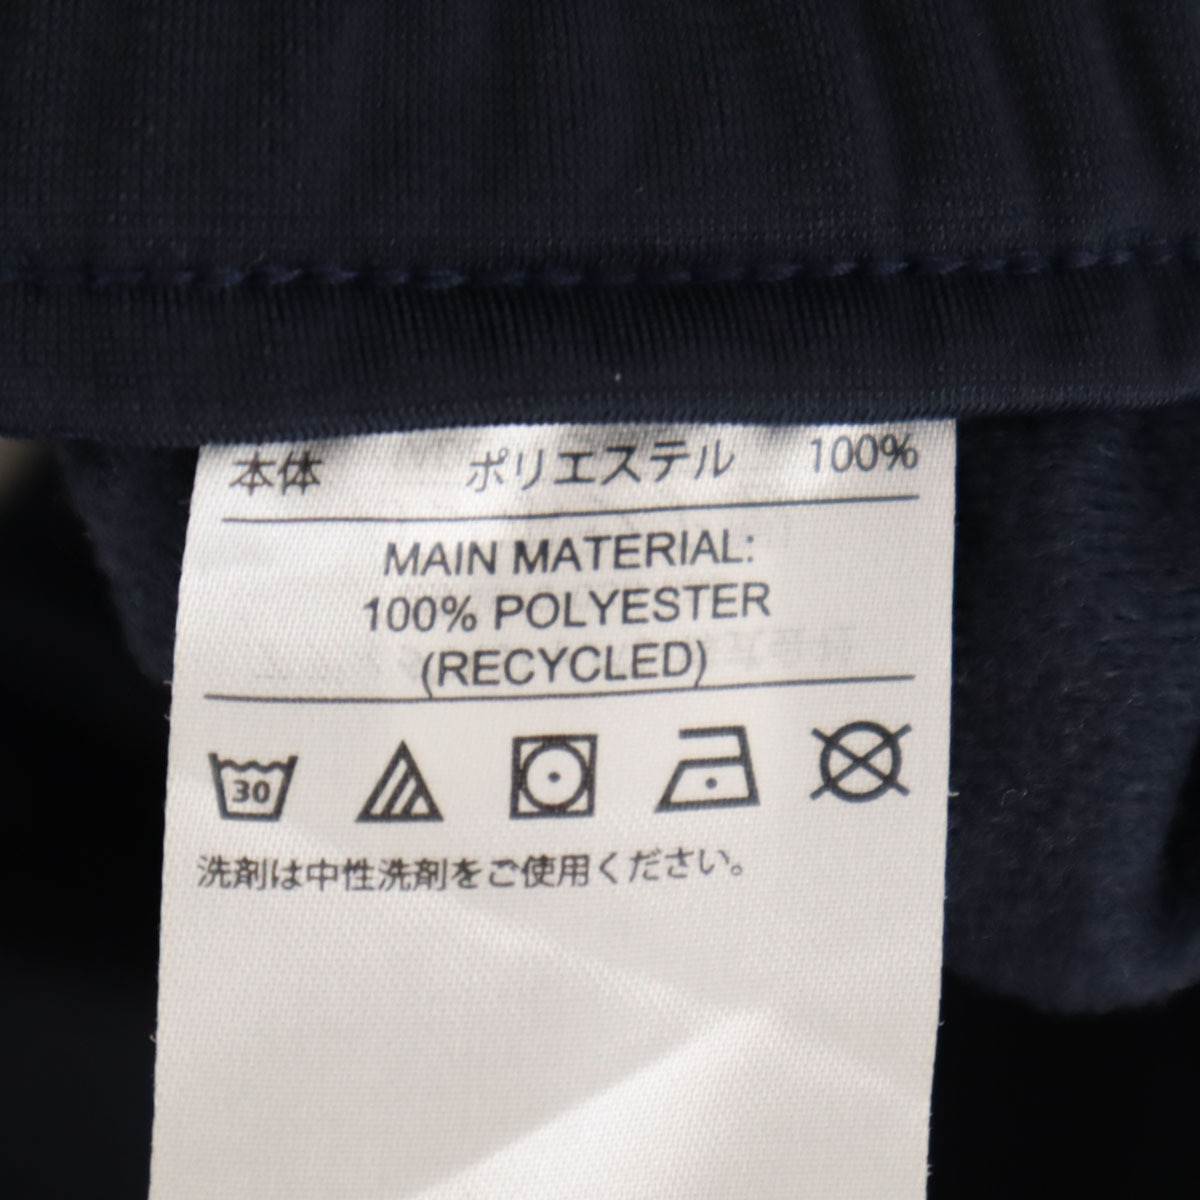 本体 ポリエステル 100%
MAIN MATERIAL:
100% POLYESTER
(RECYCLED)
30
洗剤は中性洗剤をご使用ください。